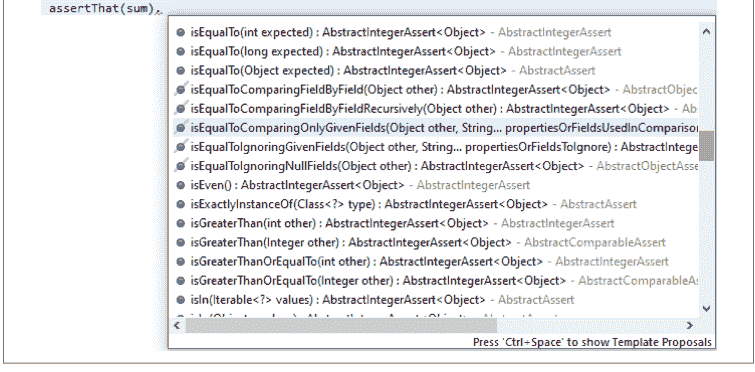 assertThat(sum).
isEqualTo(int expected) : AbstractIntegerAssert<Object> - AbstractIntegerAssert
isEqualTo(long expected) : AbstractIntegerAssert<Object> - AbstractIntegerAssert
isEqualTo(Object expected) : AbstractIntegerAssert<Object> - AbstractAssert
isEqualToComparingFieldByField(Object other) : AbstractIntegerAssert<Object> - AbstractObjec
isEqualToComparingFieldByFieldRecursively(Object other) : AbstractIntegerAssert<Object> - Ab
isEqualToComparingOnlyGivenFields(Object other, String... propertiesOrFieldsUsedInComparison
isEqualToIgnoringGivenFields(Object other, String... propertiesOrFieldsToIgnore) : AbstractIntege
isEqualToIgnoringNullFields(Object other) : AbstractIntegerAssert<Object> - AbstractObjectAsse
isEven() : AbstractIntegerAssert<Object> - AbstractIntegerAssert
isExactlyInstanceOf(Class<?> type) : AbstractIntegerAssert<Object> - AbstractAssert
isGreaterThan(int other) : AbstractIntegerAssert<Object> - AbstractIntegerAssert
isGreaterThan(Integer other) : AbstractIntegerAssert<Object> - AbstractComparableAssert
isGreaterThanOrEqualTo(int other) : AbstractIntegerAssert<Object> - AbstractIntegerAssert
isGreaterThanOrEqualTo(Integer other) : AbstractIntegerAssert<Object> - AbstractComparableAs
isIn(Iterable<?> values) : AbstractIntegerAssert<Object> - AbstractAssert
Press 'Ctrl+Space' to show Template Proposals